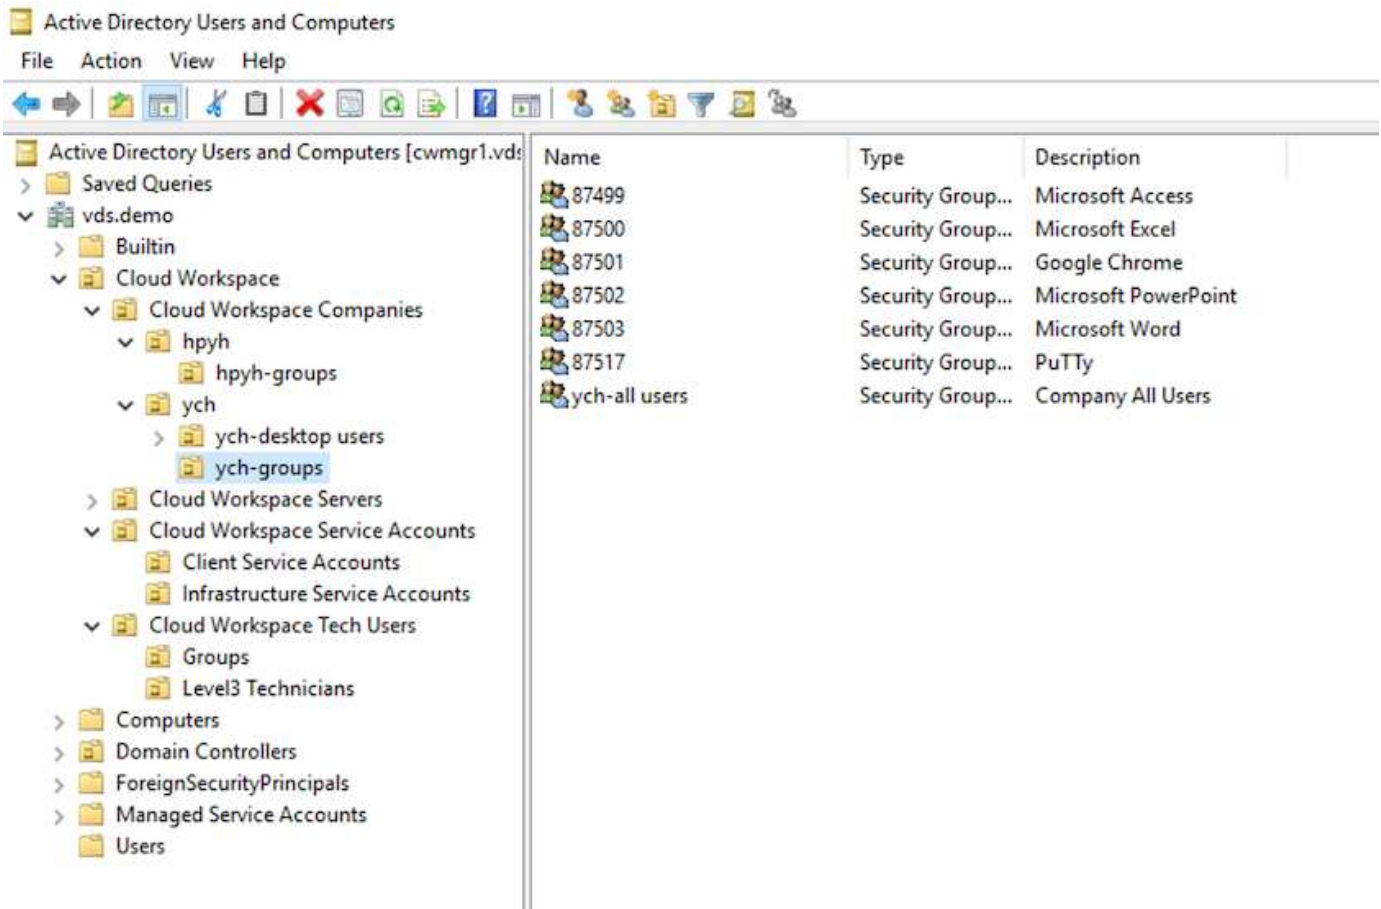 Active Directory Users and Computers
File Action View Help
Active Directory Users and Computers [cwmgr1.vds
Saved Queries
vds.demo
Builtin
Cloud Workspace
Cloud Workspace Companies
hpyh
hpyh-groups
ych
ych-desktop users
ych-groups
Cloud Workspace Servers
Cloud Workspace Service Accounts
Client Service Accounts
Infrastructure Service Accounts
Cloud Workspace Tech Users
Groups
Level3 Technicians
Computers
Domain Controllers
ForeignSecurityPrincipals
Managed Service Accounts
Users
Name Type Description
87499 Security Group... Microsoft Access
87500 Security Group... Microsoft Excel
87501 Security Group... Google Chrome
87502 Security Group... Microsoft PowerPoint
87503 Security Group... Microsoft Word
87517 Security Group... PuTTy
ych-all users Security Group... Company All Users